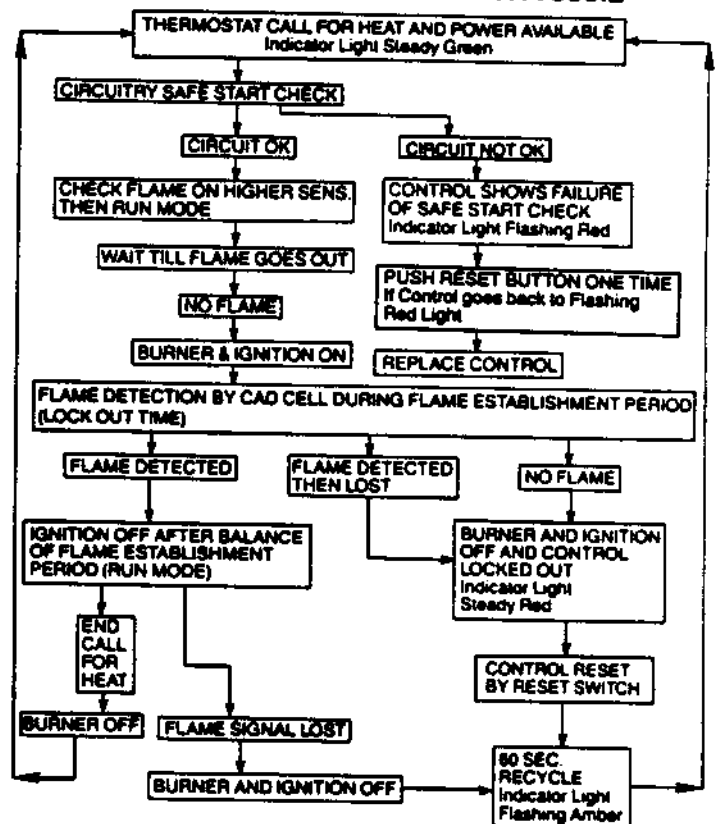 THERMOSTAT CALL FOR HEAT AND POWER AVAILABLE
Indicator Light Steady Green
CIRCUITRY SAFE START CHECK
CIRCUIT OK
CIRCUIT NOT OK
CHECK FLAME ON HIGHER SENS.
THEN RUN MODE
CONTROL SHOWS FAILURE
OF SAFE START CHECK
Indicator Light Flashing Red
WAIT TILL FLAME GOES OUT
PUSH RESET BUTTON ONE TIME
If Control goes back to Flashing
Red Light
NO FLAME
BURNER & IGNITION ON
REPLACE CONTROL
FLAME DETECTION BY CAD CELL DURING FLAME ESTABLISHMENT PERIOD
(LOCK OUT TIME)
FLAME DETECTED
FLAME DETECTED
THEN LOST
NO FLAME
IGNITION OFF AFTER BALANCE
OF FLAME ESTABLISHMENT
PERIOD (RUN MODE)
BURNER AND IGNITION
OFF AND CONTROL
LOCKED OUT
Indicator Light
Steady Red
END
CALL
FOR
HEAT
CONTROL RESET
BY RESET SWITCH
BURNER OFF
FLAME SIGNAL LOST
BURNER AND IGNITION OFF
60 SEC.
RECYCLE
Indicator Light
Flashing Amber